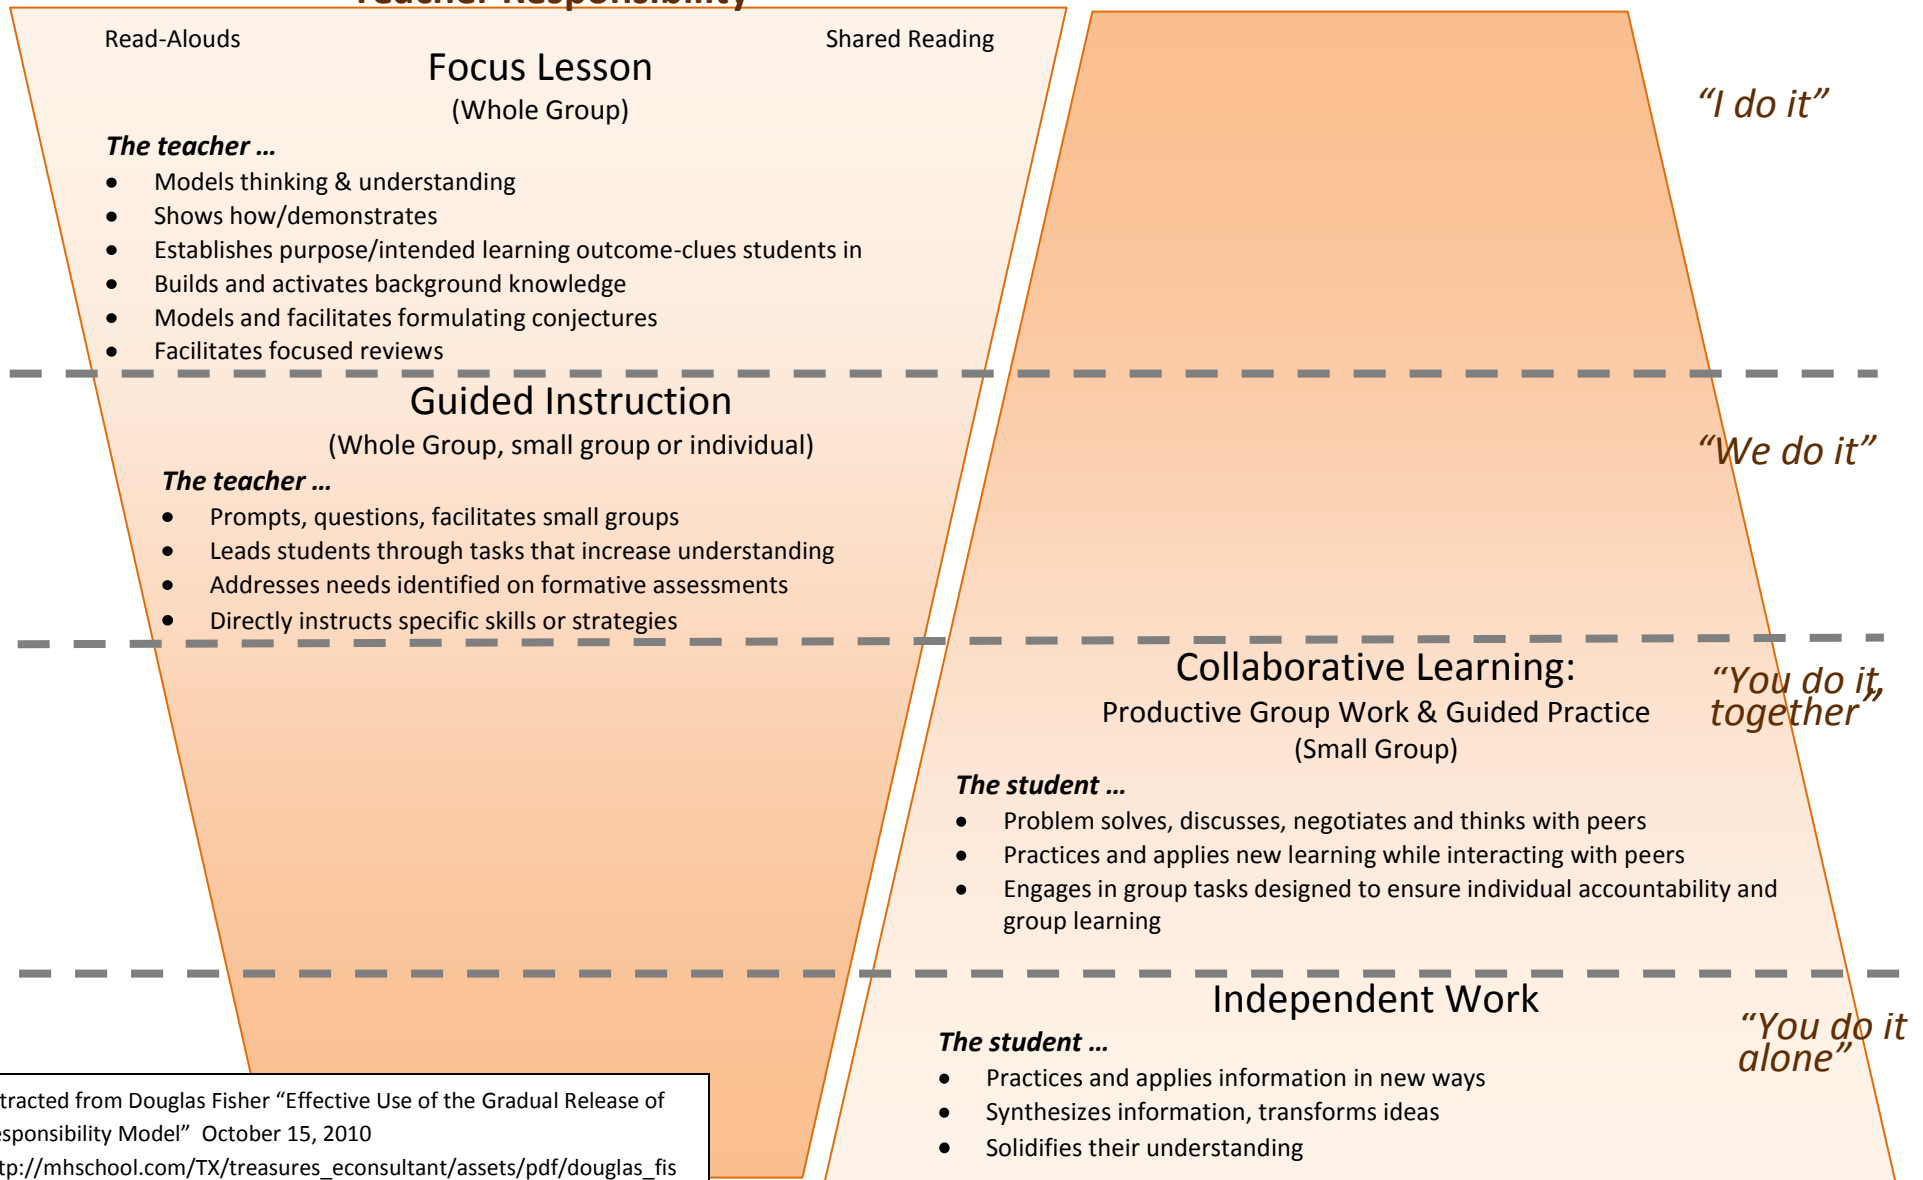 Teacher Responsibility
Read-Alouds
Shared Reading
Focus Lesson
(Whole Group)
“I do it”
The teacher …
• Models thinking & understanding
• Shows how/demonstrates
• Establishes purpose/intended learning outcome-clues students in
• Builds and activates background knowledge
• Models and facilitates formulating conjectures
• Facilitates focused reviews
Guided Instruction
(Whole Group, small group or individual)
“We do it”
The teacher …
• Prompts, questions, facilitates small groups
• Leads students through tasks that increase understanding
• Addresses needs identified on formative assessments
• Directly instructs specific skills or strategies
Collaborative Learning:
Productive Group Work & Guided Practice
(Small Group)
“You do it,
together”
The student …
• Problem solves, discusses, negotiates and thinks with peers
• Practices and applies new learning while interacting with peers
• Engages in group tasks designed to ensure individual accountability and
group learning
Independent Work
“You do it
alone”
The student …
• Practices and applies information in new ways
• Synthesizes information, transforms ideas
• Solidifies their understanding
tracted from Douglas Fisher “Effective Use of the Gradual Release of
esponsibility Model” October 15, 2010
tp://mhschool.com/TX/treasures_econsultant/assets/pdf/douglas_fis